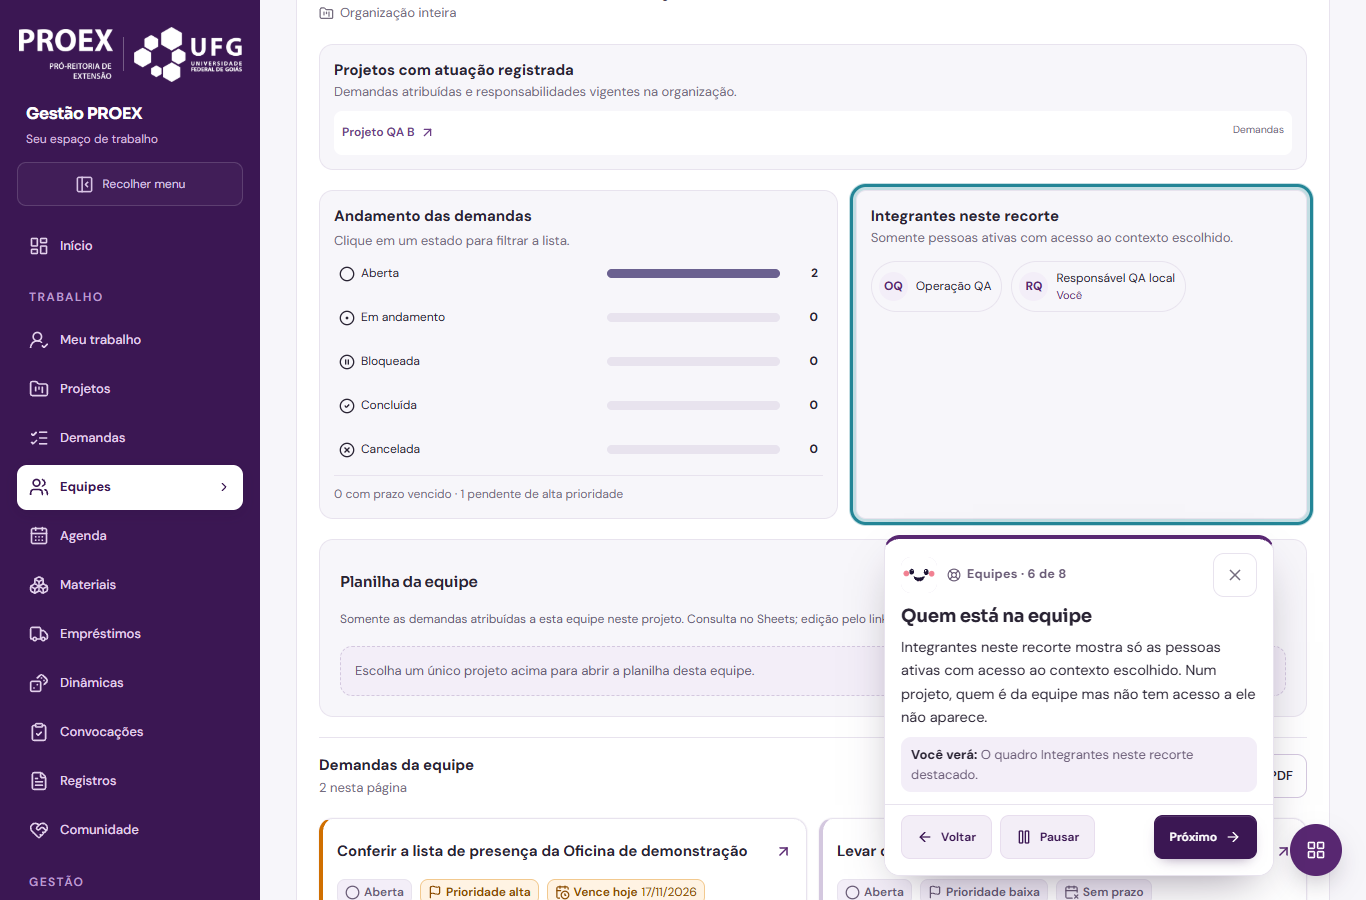 PROEX
PRÓ-REITORIA DE
EXTENSÃO
UFG
UNIVERSIDADE
FEDERAL DE GOIÁS
Gestão PROEX
Seu espaço de trabalho
Recolher menu
Início
TRABALHO
Meu trabalho
Projetos
Demandas
Equipes
Agenda
Materiais
Empréstimos
Dinâmicas
Convocações
Registros
Comunidade
GESTÃO
Organização inteira
Projetos com atuação registrada
Demandas atribuídas e responsabilidades vigentes na organização.
Projeto QA B
Demandas
Andamento das demandas
Clique em um estado para filtrar a lista.
Aberta 2
Em andamento 0
Bloqueada 0
Concluída 0
Cancelada 0
0 com prazo vencido · 1 pendente de alta prioridade
Integrantes neste recorte
Somente pessoas ativas com acesso ao contexto escolhido.
OQ Operação QA
RQ Responsável QA local
Você
Planilha da equipe
Somente as demandas atribuídas a esta equipe neste projeto. Consulta no Sheets; edição pelo
Escolha um único projeto acima para abrir a planilha desta equipe.
Demandas da equipe
2 nesta página
PDF
Conferir a lista de presença da Oficina de demonstração
Aberta Prioridade alta Vence hoje 17/11/2026
Levar
Aberta Prioridade baixa Sem prazo
Equipes · 6 de 8
Quem está na equipe
Integrantes neste recorte mostra só as pessoas
ativas com acesso ao contexto escolhido. Num
projeto, quem é da equipe mas não tem acesso a ele
não aparece.
Você verá: O quadro Integrantes neste recorte
destacado.
Voltar
Pausar
Próximo